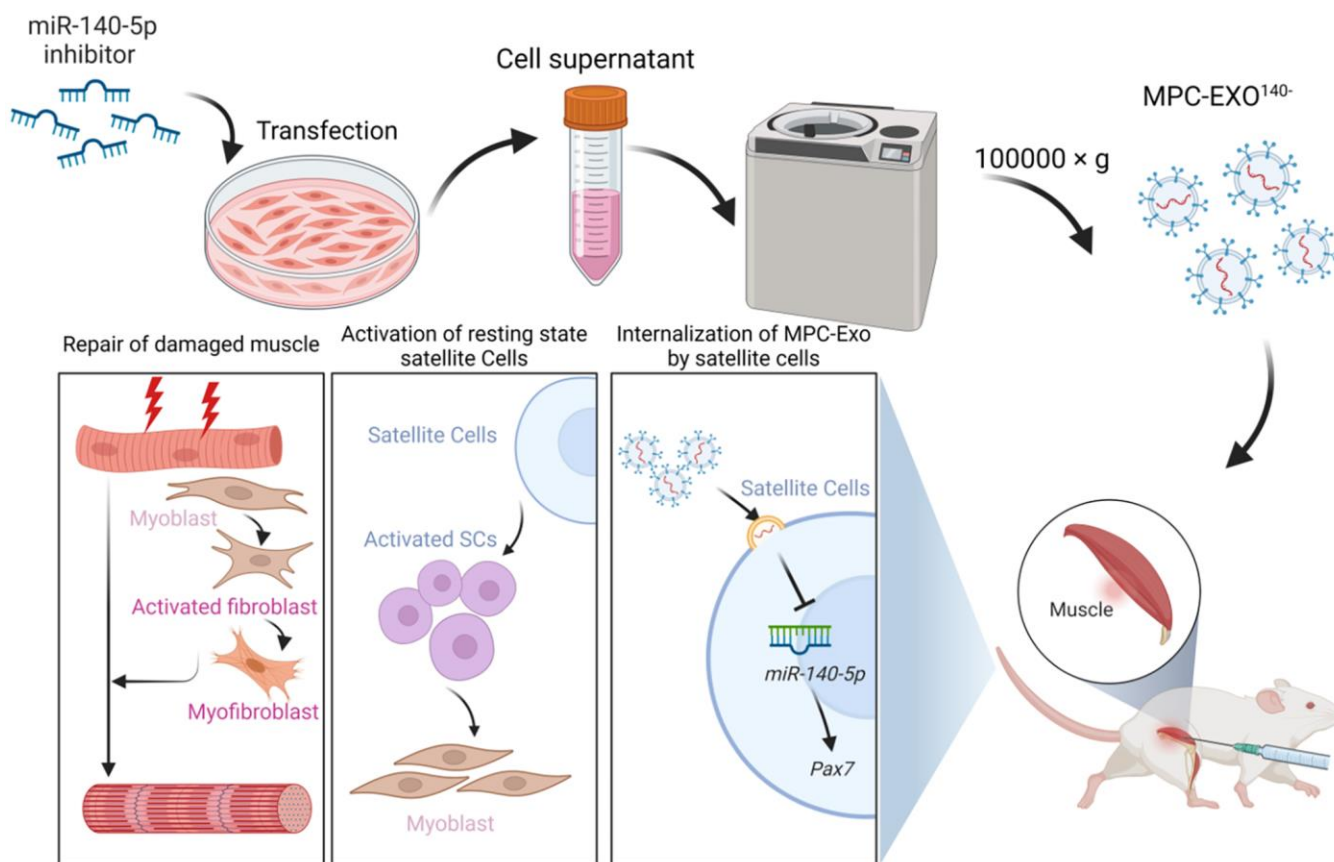 miR-140-5p
inhibitor
Transfection
Cell supernatant
100000 × g
MPC-EXO¹⁴⁰⁻
Repair of damaged muscle
Myoblast
Activated fibroblast
Myofibroblast
Activation of resting state
satellite Cells
Satellite Cells
Activated SCs
Myoblast
Internalization of MPC-Exo
by satellite cells
Satellite Cells
miR-140-5p
Pax7
Muscle